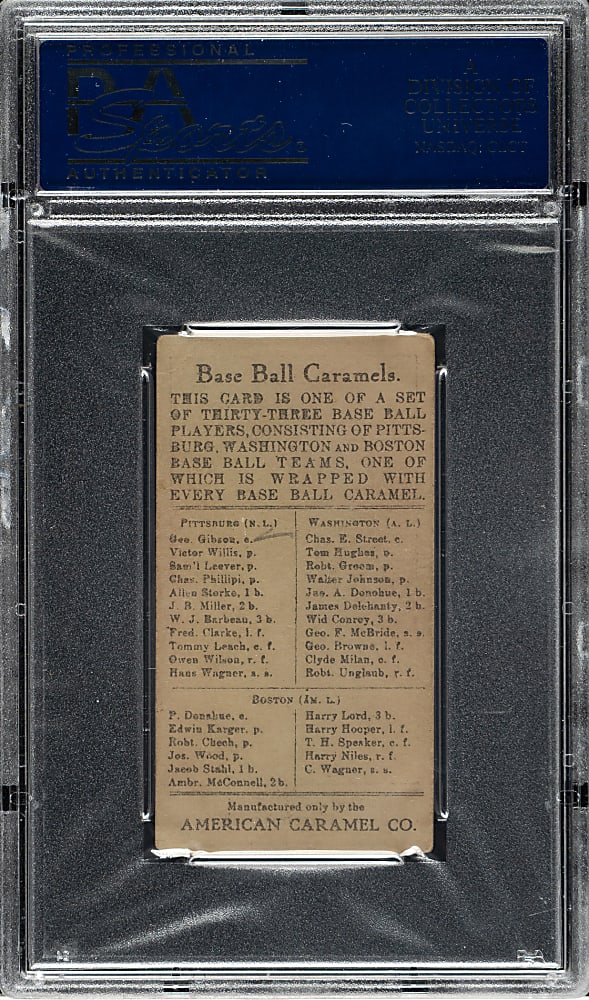 PROFESSIONAL
PSA
Sports
AUTHENTICATOR
A
DIVISION OF
COLLECTORS
UNIVERSE
NASDAQ: CLCT
Base Ball Caramels.
THIS CARD IS ONE OF A SET
OF THIRTY-THREE BASE BALL
PLAYERS, CONSISTING OF PITTS-
BURG, WASHINGTON AND BOSTON
BASE BALL TEAMS, ONE OF
WHICH IS WRAPPED WITH
EVERY BASE BALL CARAMEL.
PITTSBURG (N. L.)
Geo. Gibson, c.
Victor Willis, p.
Sam'l Leever, p.
Chas. Phillipi, p.
Allen Storke, 1 b.
J. B. Miller, 2 b.
W. J. Barbeau, 3 b.
Fred. Clarke, l. f.
Tommy Leach, c. f.
Owen Wilson, r. f.
Hans Wagner, s. s.
WASHINGTON (A. L.)
Chas. E. Street, c.
Tom Hughes, p.
Robt. Groom, p.
Walter Johnson, p.
Jas. A. Donohue, 1 b.
James Delehanty, 2 b.
Wid Conroy, 3 b.
Geo. F. McBride, s. s.
Geo. Browne, l. f.
Clyde Milan, c. f.
Robt. Unglaub, r. f.
BOSTON (AM. L.)
P. Donahue, c.
Edwin Karger, p.
Robt. Chech, p.
Jos. Wood, p.
Jacob Stahl, 1 b.
Ambr. McConnell, 2 b.
Harry Lord, 3 b.
Harry Hooper, l. f.
T. H. Speaker, c. f.
Harry Niles, r. f.
C. Wagner, s. s.
Manufactured only by the
AMERICAN CARAMEL CO.
PSA